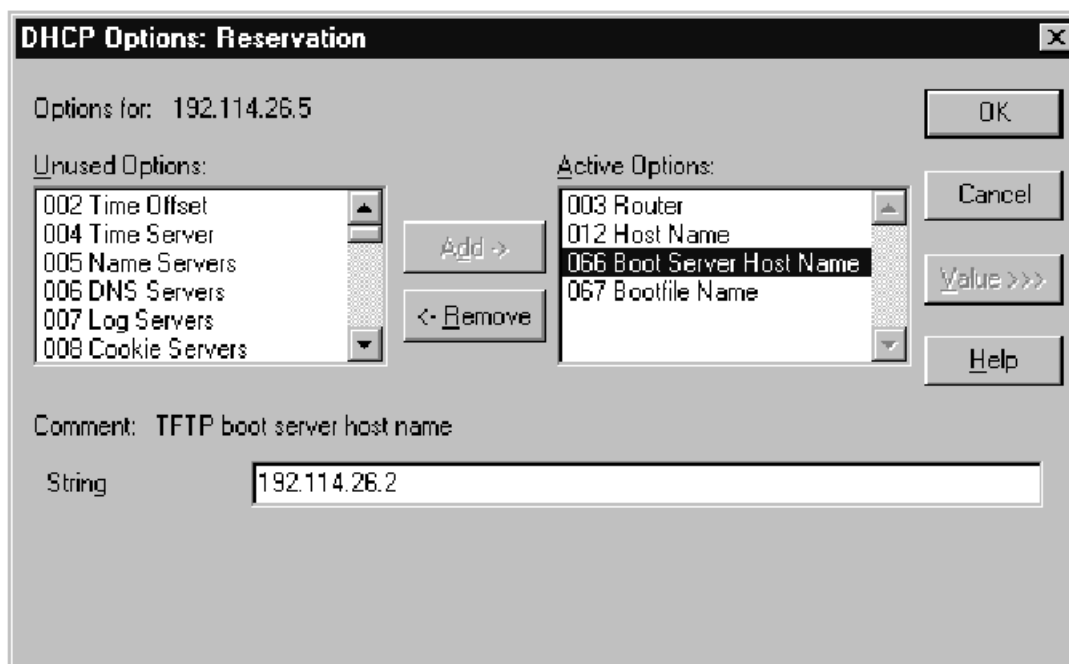 DHCP Options: Reservation
Options for: 192.114.26.5
OK
Unused Options:
002 Time Offset
004 Time Server
005 Name Servers
006 DNS Servers
007 Log Servers
008 Cookie Servers
Add ->
<- Remove
Active Options:
003 Router
012 Host Name
066 Boot Server Host Name
067 Bootfile Name
Cancel
Value >>>
Help
Comment: TFTP boot server host name
String
192.114.26.2